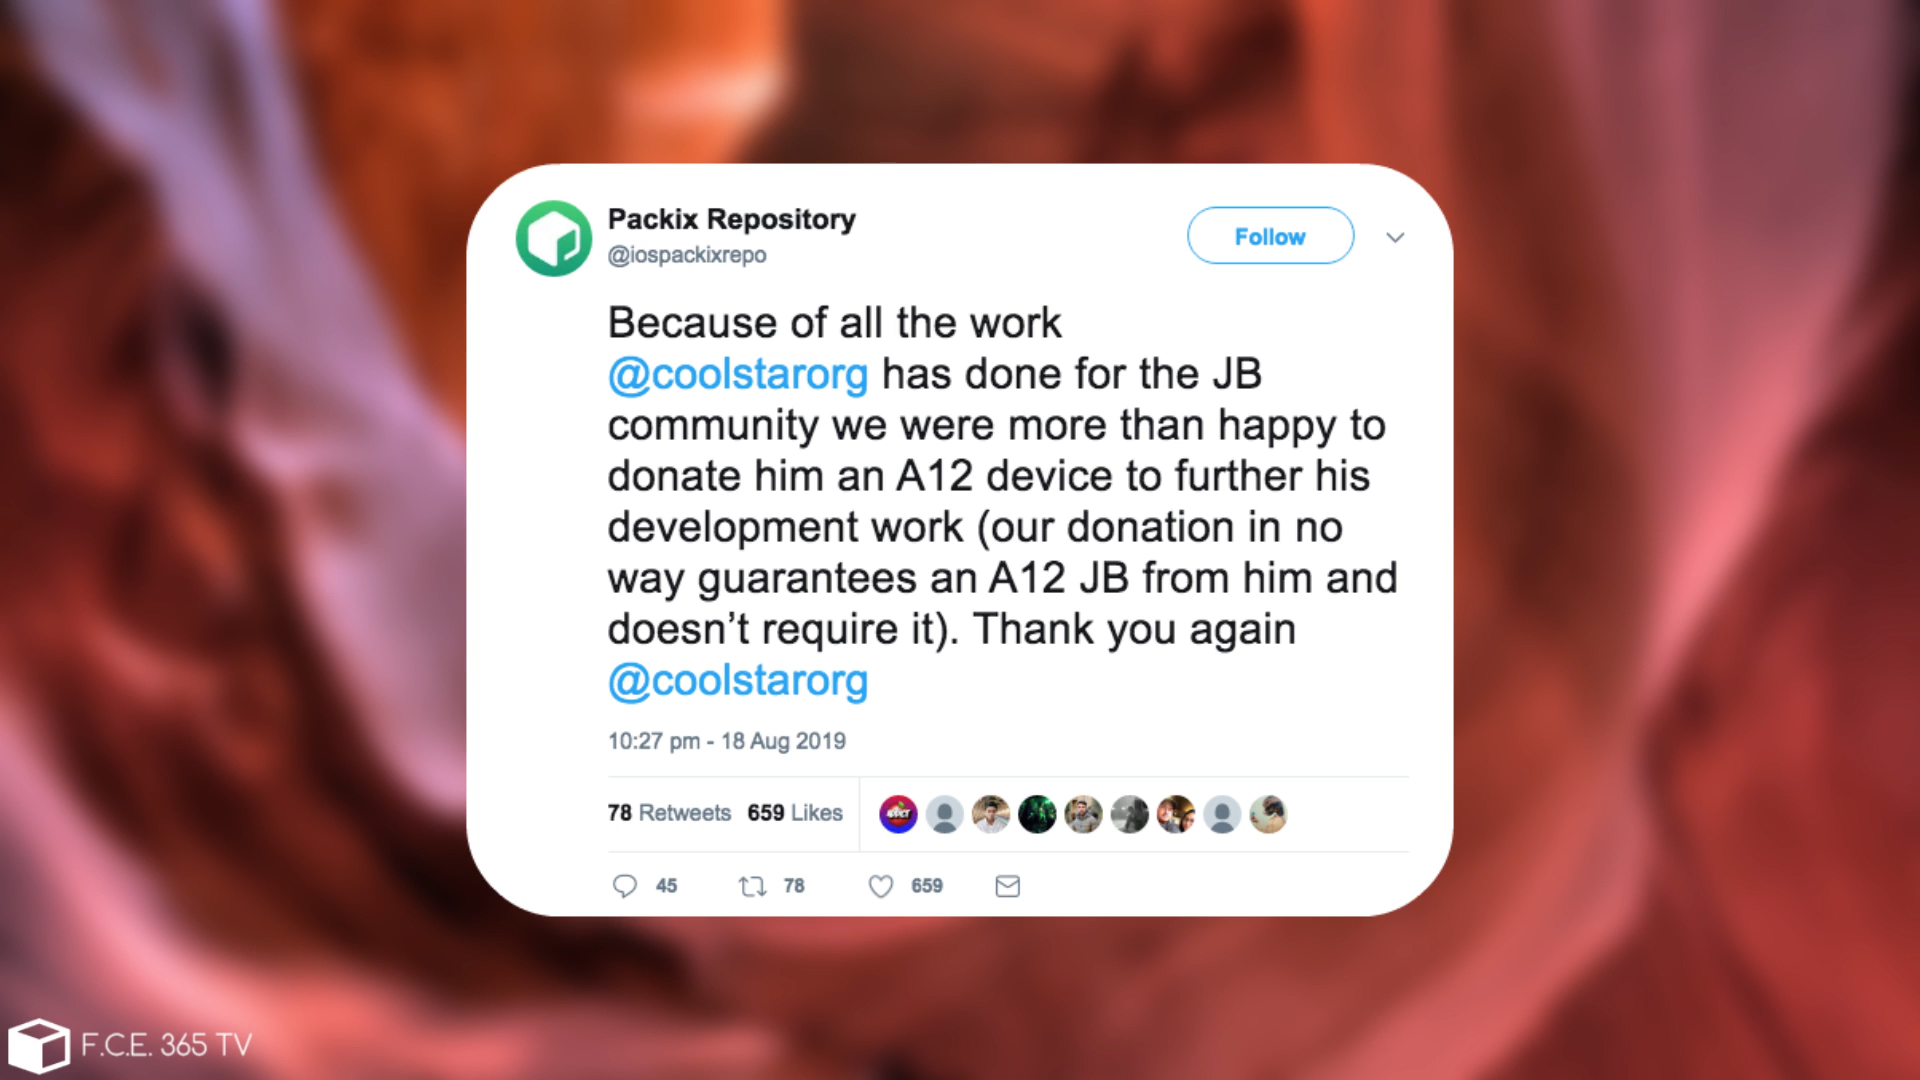 Packix Repository
@iospackixrepo
Follow
Because of all the work
@coolstarorg has done for the JB
community we were more than happy to
donate him an A12 device to further his
development work (our donation in no
way guarantees an A12 JB from him and
doesn’t require it). Thank you again
@coolstarorg
10:27 pm - 18 Aug 2019
78 Retweets 659 Likes
45 78 659
F.C.E. 365 TV